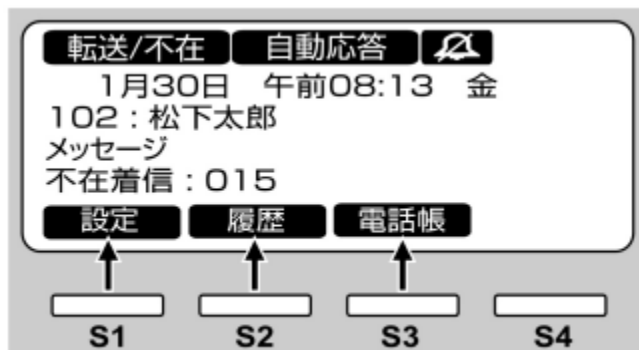 転送/不在 自動応答
1月30日 午前08:13 金
102:松下太郎
メッセージ
不在着信:015
設定 履歴 電話帳
S1 S2 S3 S4